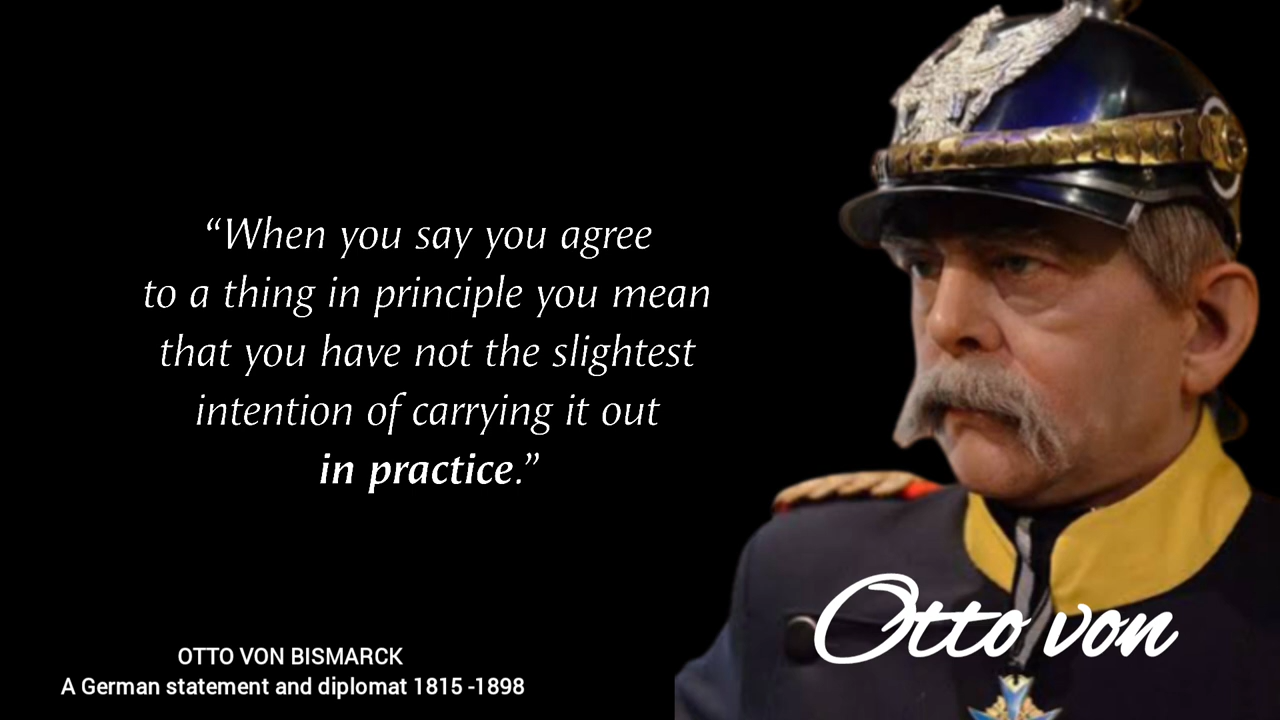 “When you say you agree
to a thing in principle you mean
that you have not the slightest
intention of carrying it out
in practice.”
Otto von
OTTO VON BISMARCK
A German statement and diplomat 1815 -1898